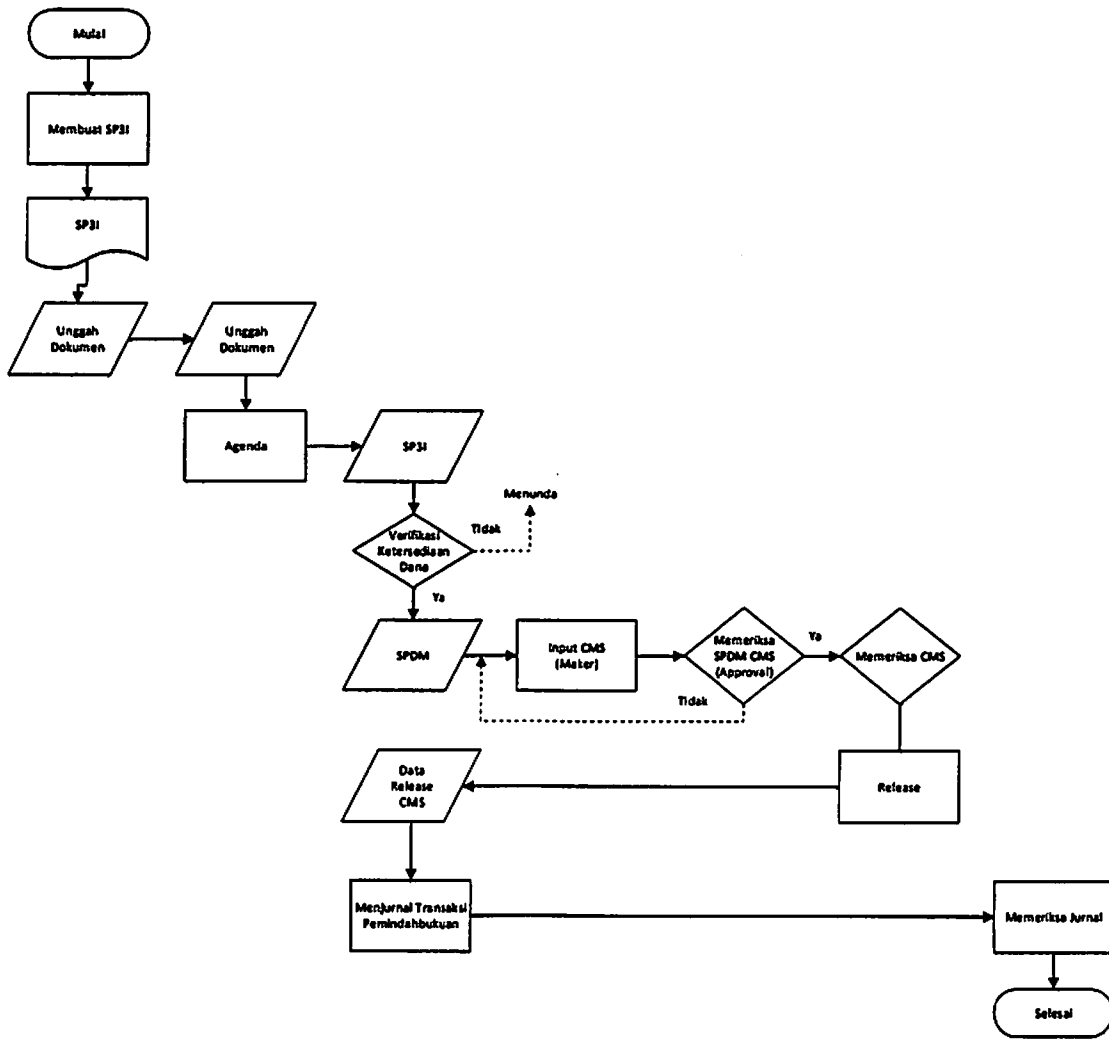 Mulai
Membuat SP3I
SP3I
Unggah
Dokumen
Unggah
Dokumen
Agenda
SP3I
Menunda
Verifikasi
Ketersediaan
Dana
Tidak
Ya
SPDM
Input CMS
(Maker)
Memeriksa
SPDM CMS
(Approval)
Ya
Memeriksa CMS
Tidak
Data
Release
CMS
Release
Menjurnal Transaksi
Pemindahbukuan
Memeriksa Jurnal
Selesai